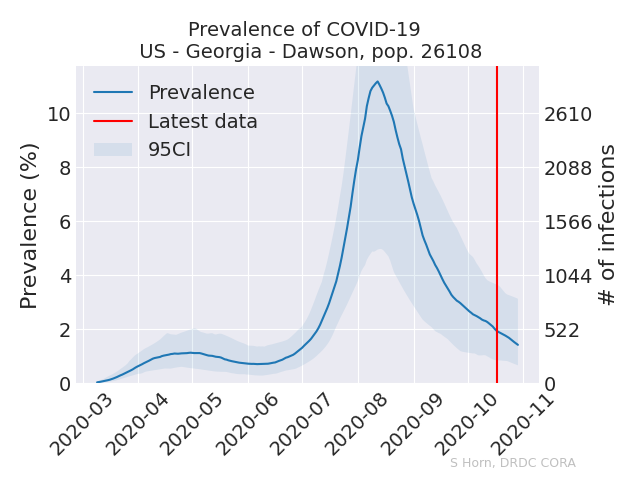 Prevalence of COVID-19
US - Georgia - Dawson, pop. 26108
Prevalence
Latest data
95CI
Prevalence (%)
10
8
6
4
2
0
2610
2088
1566
1044
522
0
# of infections
2020-03
2020-04
2020-05
2020-06
2020-07
2020-08
2020-09
2020-10
2020-11
S Horn, DRDC CORA